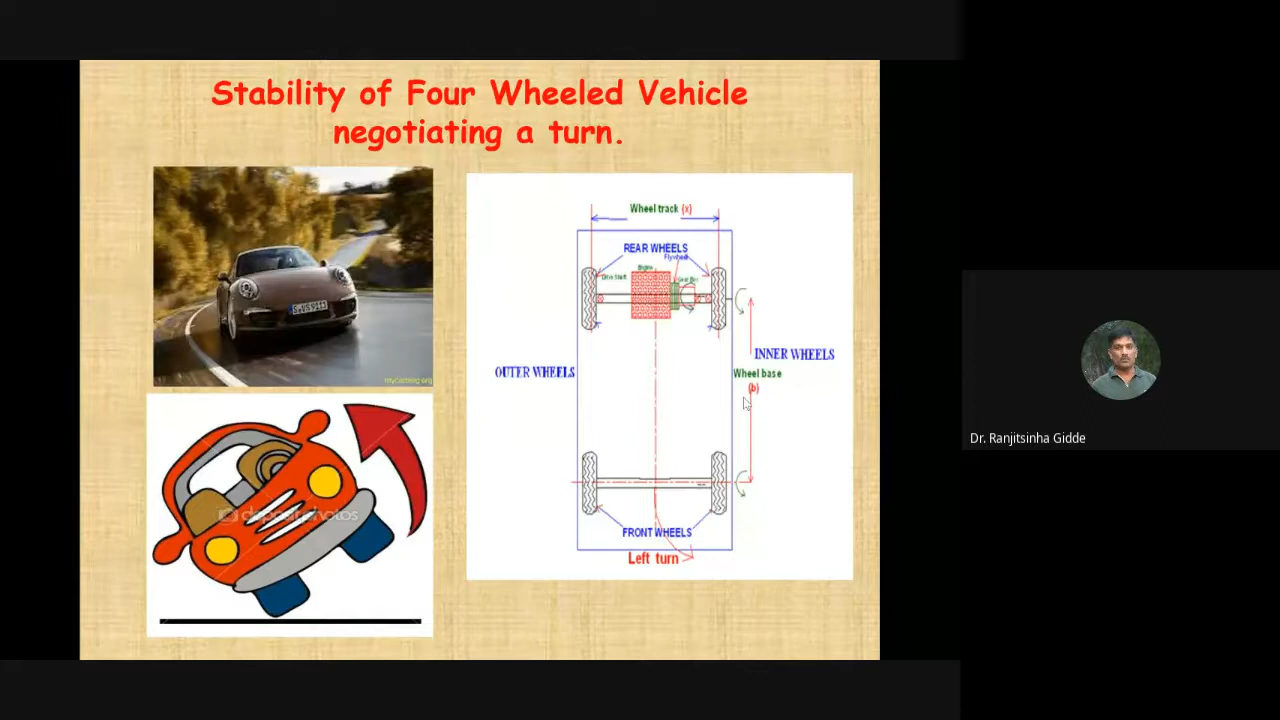 Stability of Four Wheeled Vehicle
negotiating a turn.
Wheel track (x)
REAR WHEELS
Flywheel
Engine
Drive Shaft
Gear Box
INNER WHEELS
OUTER WHEELS
Wheel base
(b)
FRONT WHEELS
Left turn
depositphotos
Dr. Ranjitsinha Gidde